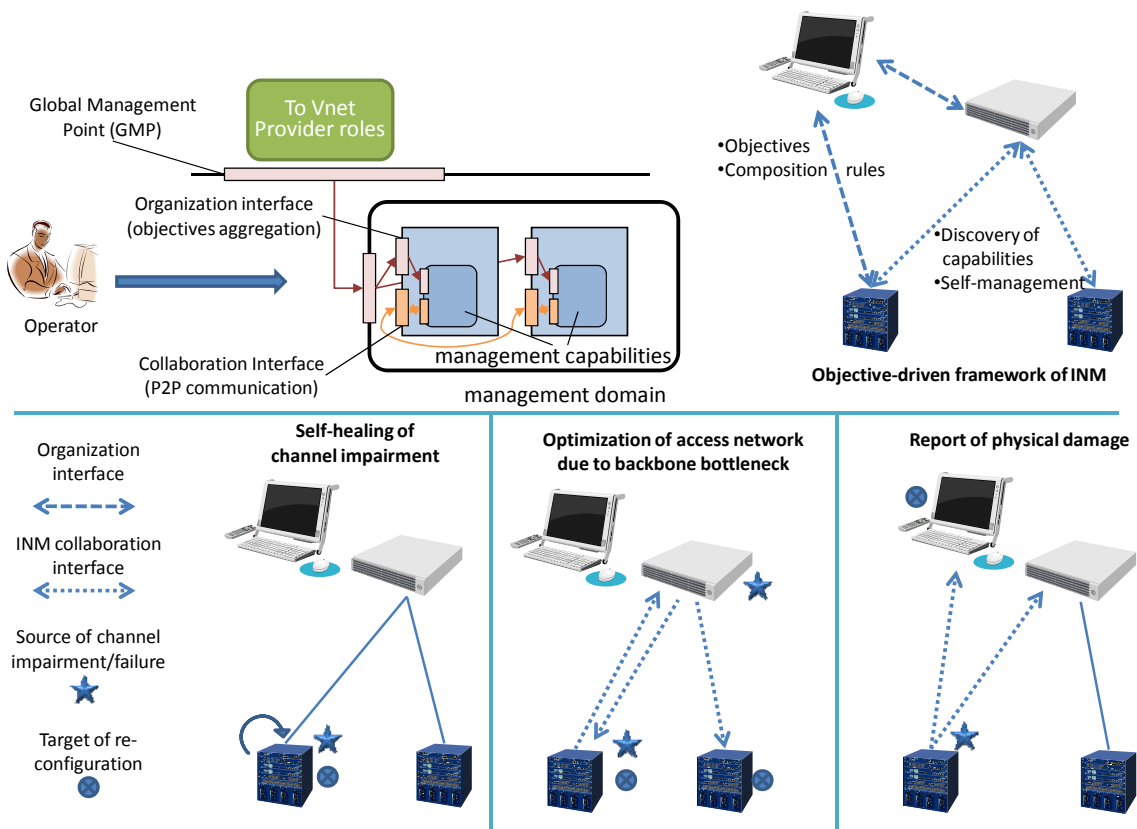 Global Management
Point (GMP)
To Vnet
Provider roles
Organization interface
(objectives aggregation)
Operator
Collaboration Interface
(P2P communication)
management capabilities
management domain
•Objectives
•Composition rules
•Discovery of
capabilities
•Self-management
Objective-driven framework of INM
Organization
interface
INM collaboration
interface
Source of channel
impairment/failure
Target of re-
configuration
Self-healing of
channel impairment
Optimization of access network
due to backbone bottleneck
Report of physical damage